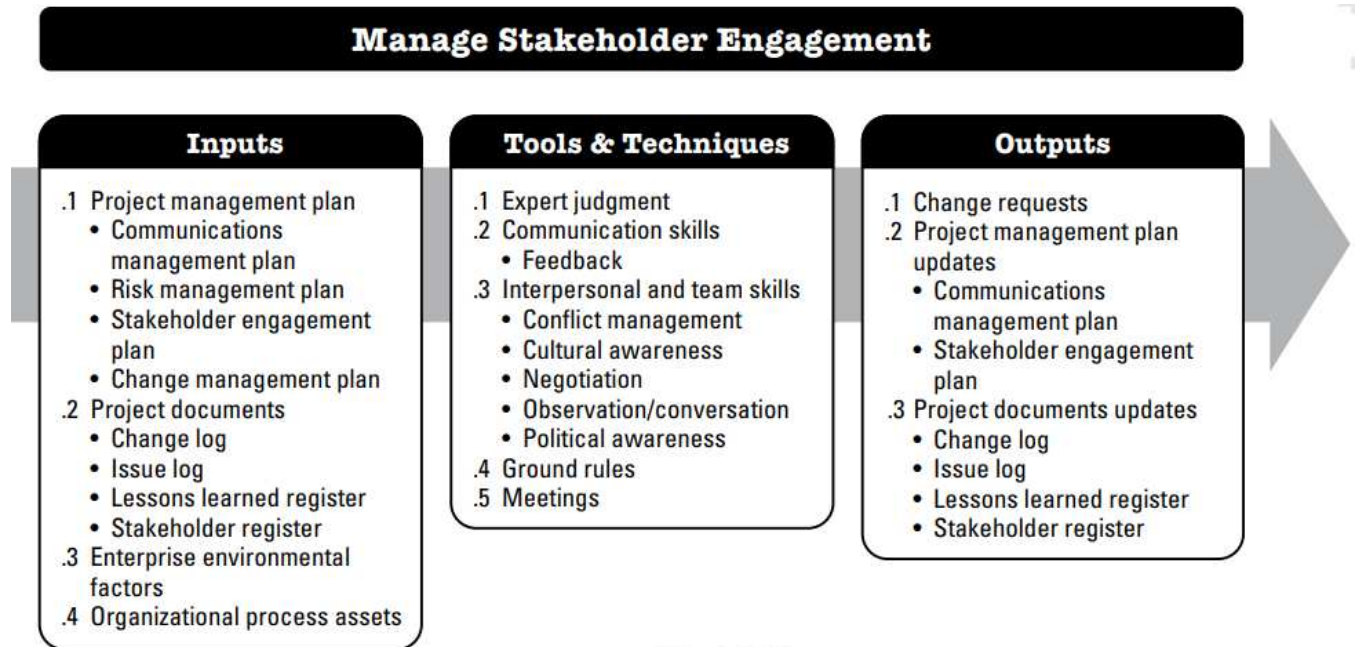 Manage Stakeholder Engagement
Inputs
.1 Project management plan
• Communications
management plan
• Risk management plan
• Stakeholder engagement
plan
• Change management plan
.2 Project documents
• Change log
• Issue log
• Lessons learned register
• Stakeholder register
.3 Enterprise environmental
factors
.4 Organizational process assets
Tools & Techniques
.1 Expert judgment
.2 Communication skills
• Feedback
.3 Interpersonal and team skills
• Conflict management
• Cultural awareness
• Negotiation
• Observation/conversation
• Political awareness
.4 Ground rules
.5 Meetings
Outputs
.1 Change requests
.2 Project management plan
updates
• Communications
management plan
• Stakeholder engagement
plan
.3 Project documents updates
• Change log
• Issue log
• Lessons learned register
• Stakeholder register